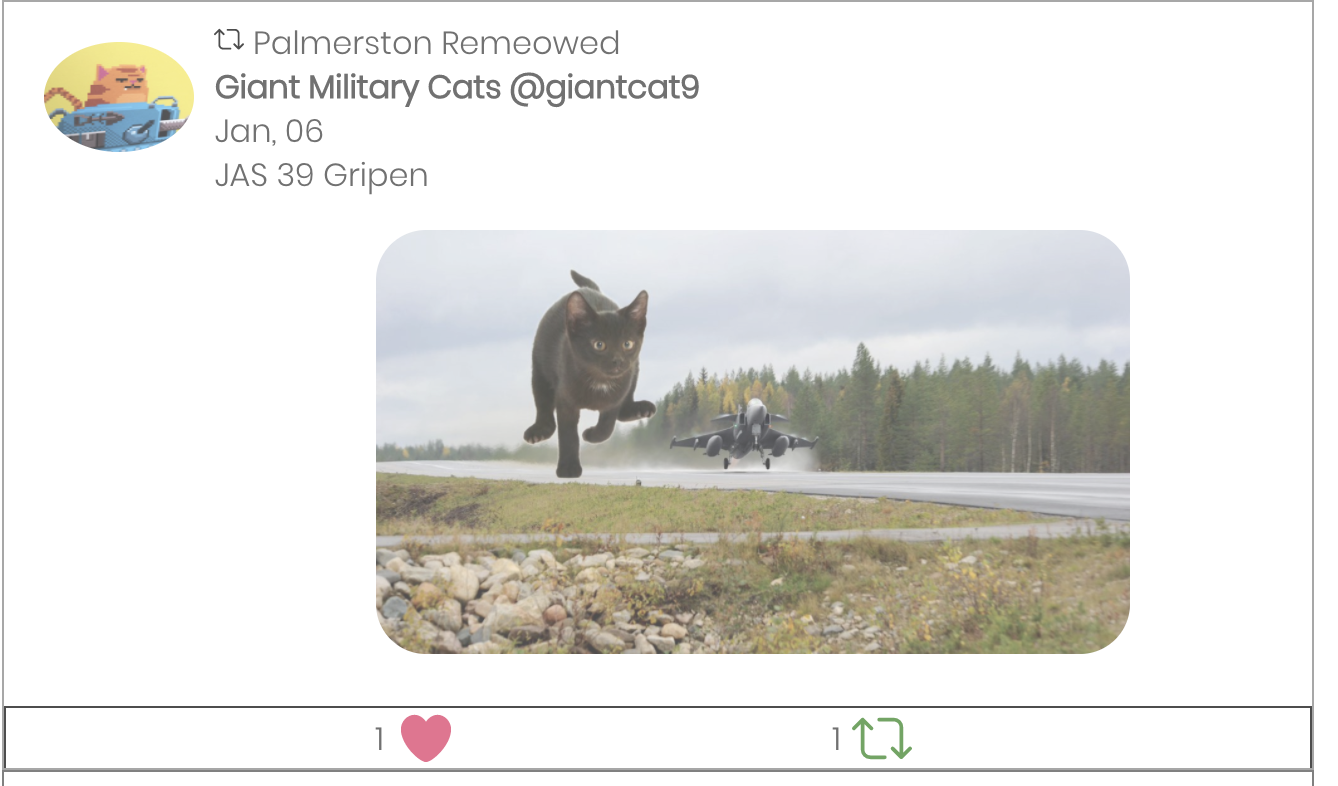 Palmerston Remeowed
Giant Military Cats @giantcat9
Jan, 06
JAS 39 Gripen
1
1